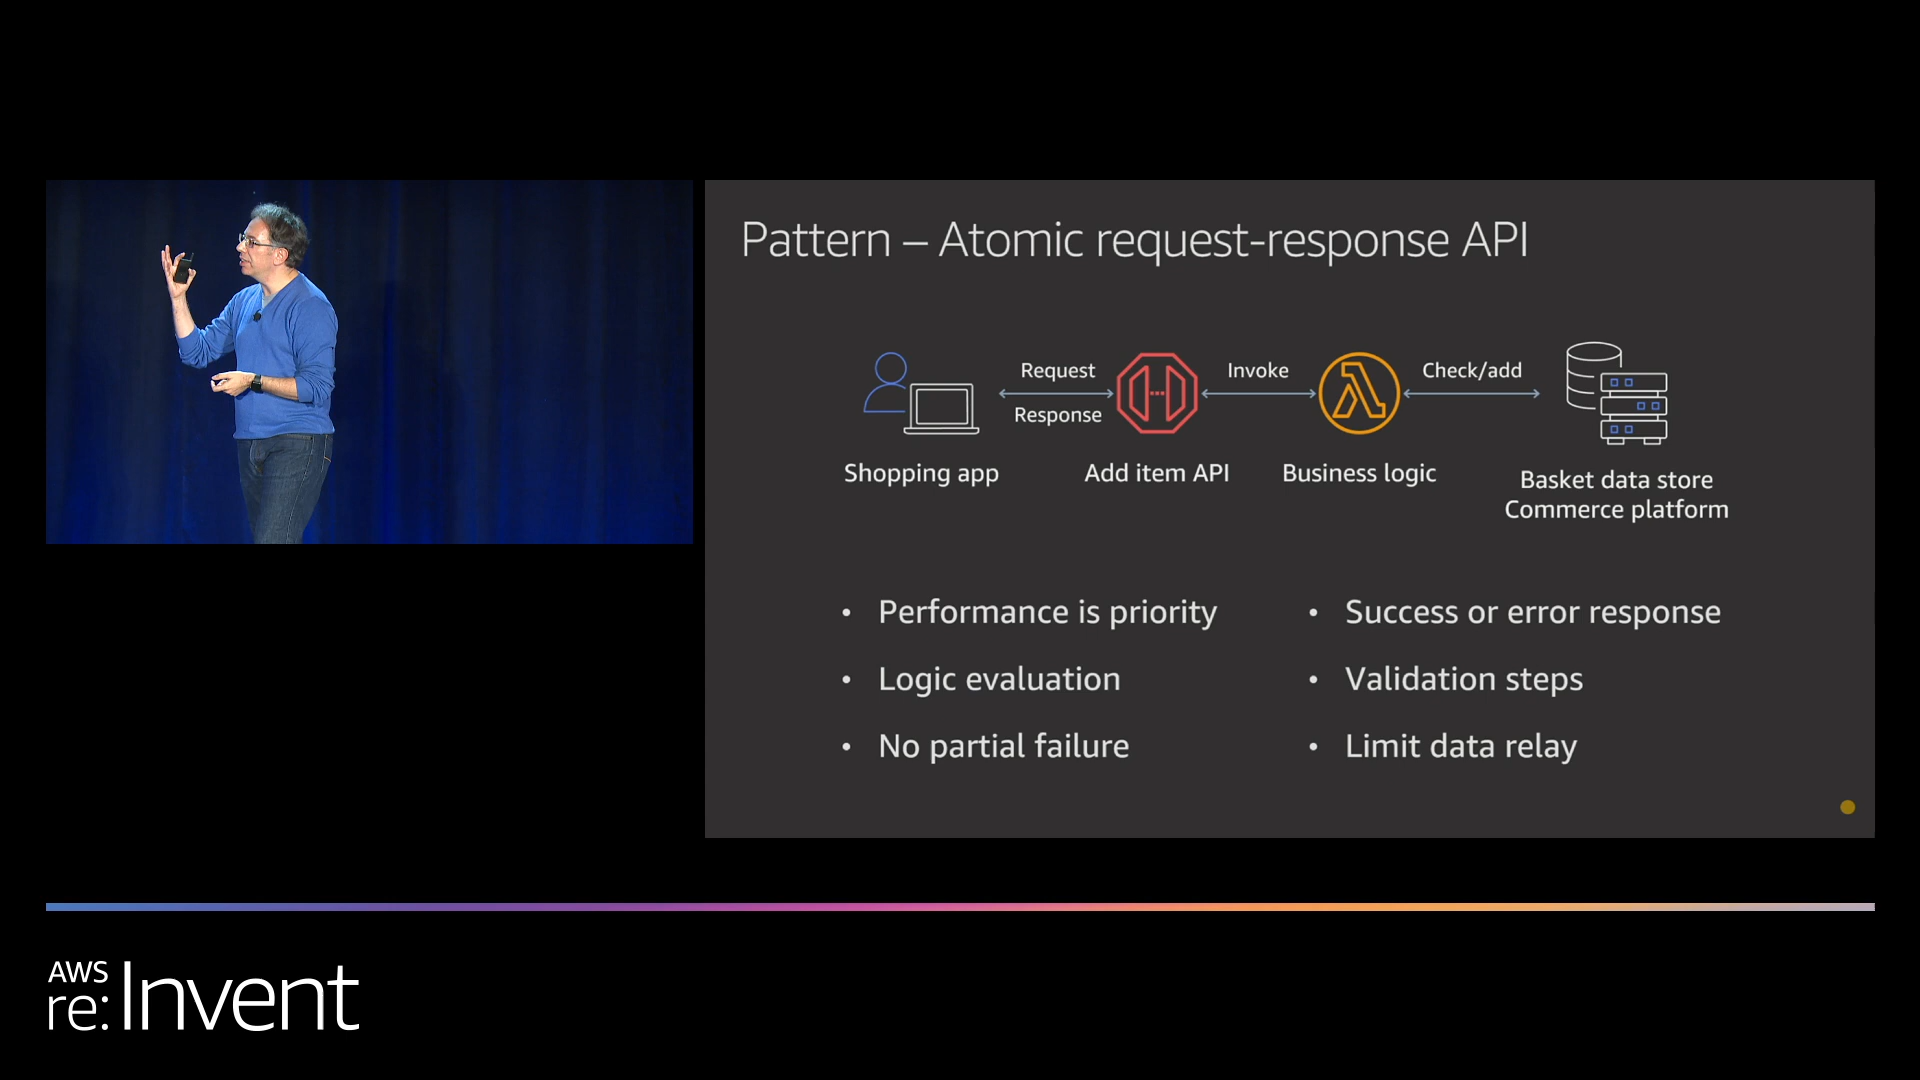 Pattern – Atomic request-response API
Request
Response
Invoke
Check/add
Shopping app
Add item API
Business logic
Basket data store
Commerce platform
• Performance is priority
• Logic evaluation
• No partial failure
• Success or error response
• Validation steps
• Limit data relay
AWS
re:Invent